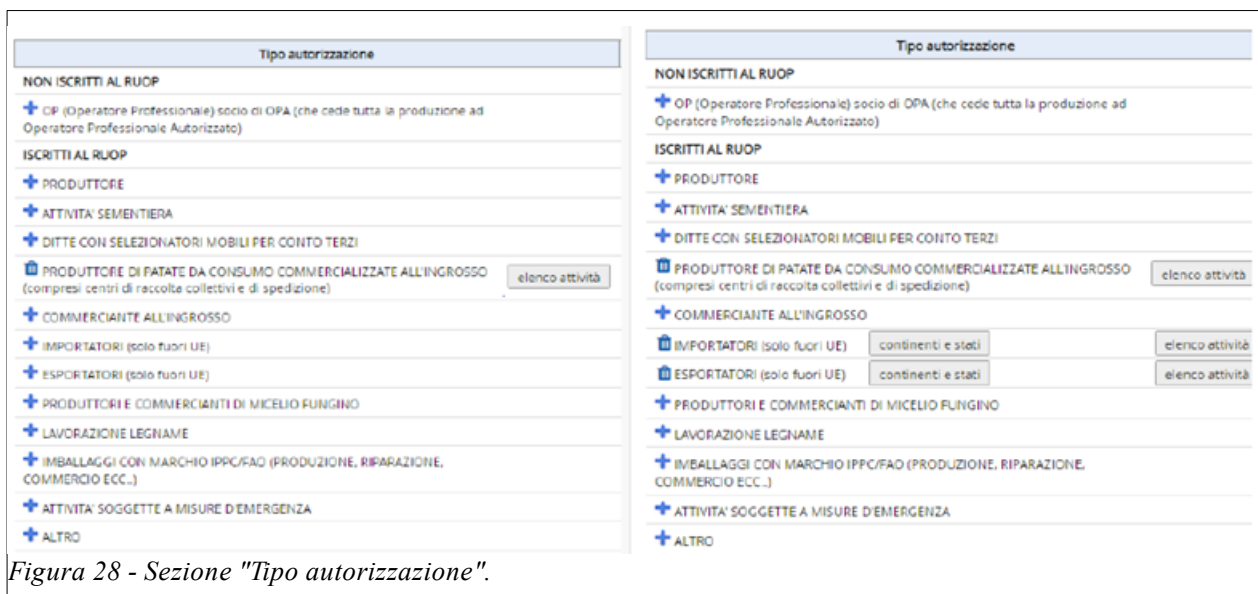 Tipo autorizzazione
NON ISCRITTI AL RUOP
OP (Operatore Professionale) socio di OPA (che cede tutta la produzione ad
Operatore Professionale Autorizzato)
ISCRITTI AL RUOP
PRODUTTORE
ATTIVITA' SEMENTIERA
DITTE CON SELEZIONATORI MOBILI PER CONTO TERZI
PRODUTTORE DI PATATE DA CONSUMO COMMERCIALIZZATE ALL'INGROSSO
(compresi centri di raccolta collettivi e di spedizione)
elenco attività
COMMERCIANTE ALL'INGROSSO
IMPORTATORI (solo fuori UE)
ESPORTATORI (solo fuori UE)
PRODUTTORI E COMMERCIANTI DI MICELIO FUNGINO
LAVORAZIONE LEGNAME
IMBALLAGGI CON MARCHIO IPPC/FAO (PRODUZIONE, RIPARAZIONE,
COMMERCIO ECC..)
ATTIVITA' SOGGETTE A MISURE D'EMERGENZA
ALTRO
Tipo autorizzazione
NON ISCRITTI AL RUOP
OP (Operatore Professionale) socio di OPA (che cede tutta la produzione ad
Operatore Professionale Autorizzato)
ISCRITTI AL RUOP
PRODUTTORE
ATTIVITA' SEMENTIERA
DITTE CON SELEZIONATORI MOBILI PER CONTO TERZI
PRODUTTORE DI PATATE DA CONSUMO COMMERCIALIZZATE ALL'INGROSSO
(compresi centri di raccolta collettivi e di spedizione)
elenco attività
COMMERCIANTE ALL'INGROSSO
IMPORTATORI (solo fuori UE) continenti e stati elenco attività
ESPORTATORI (solo fuori UE) continenti e stati elenco attività
PRODUTTORI E COMMERCIANTI DI MICELIO FUNGINO
LAVORAZIONE LEGNAME
IMBALLAGGI CON MARCHIO IPPC/FAO (PRODUZIONE, RIPARAZIONE,
COMMERCIO ECC..)
ATTIVITA' SOGGETTE A MISURE D'EMERGENZA
ALTRO
Figura 28 - Sezione "Tipo autorizzazione".